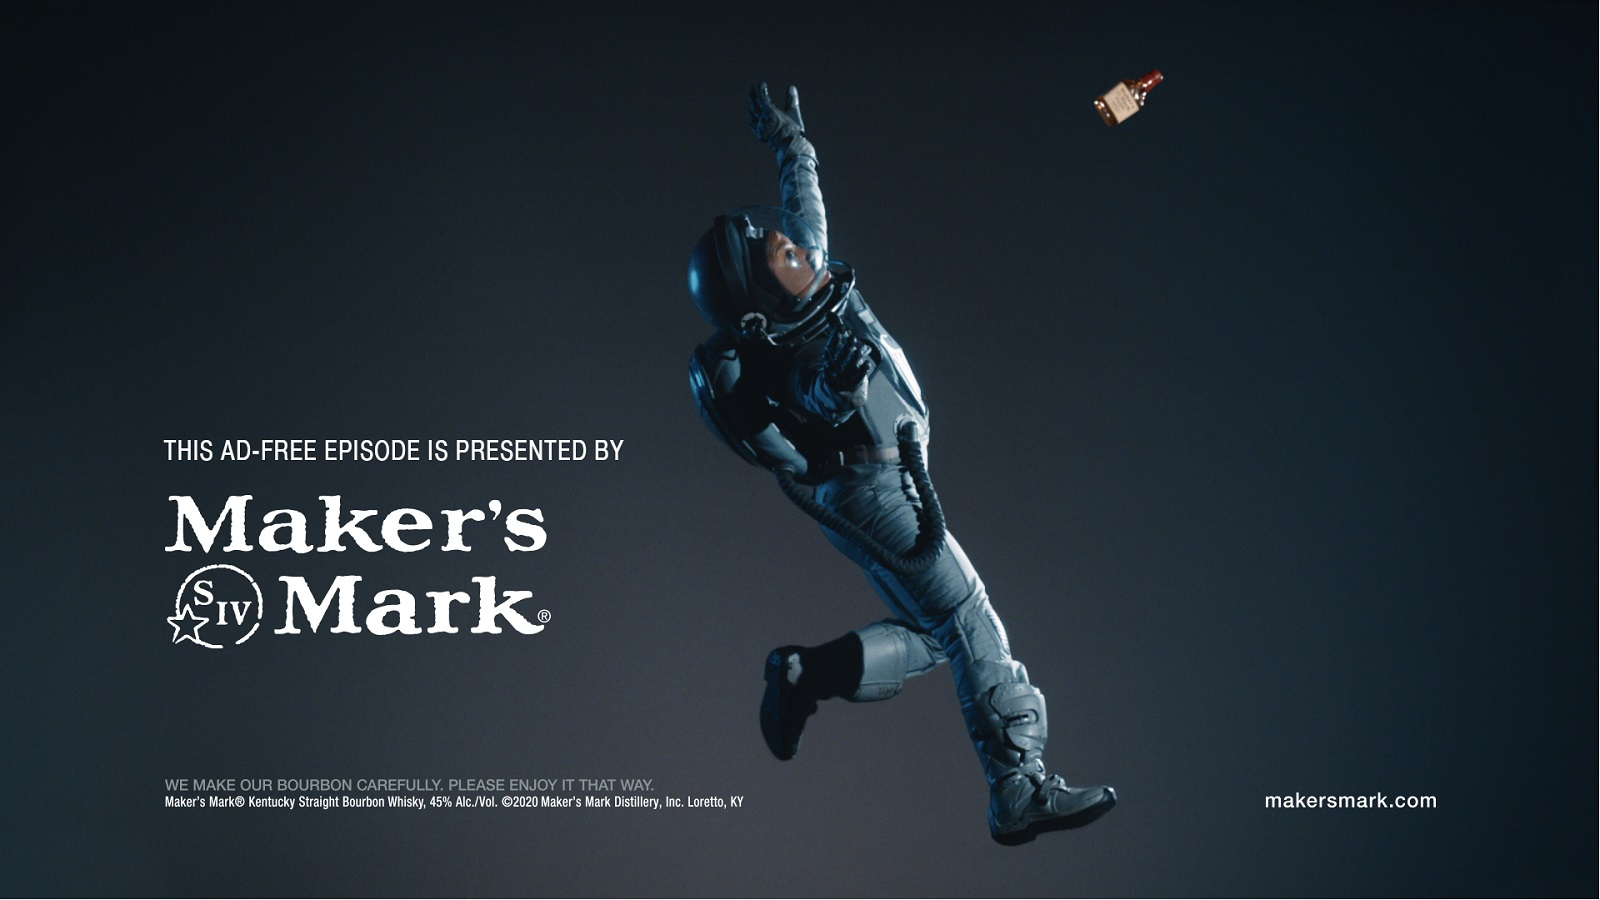 THIS AD-FREE EPISODE IS PRESENTED BY
Maker's
SIV Mark®
WE MAKE OUR BOURBON CAREFULLY. PLEASE ENJOY IT THAT WAY.
Maker's Mark® Kentucky Straight Bourbon Whisky, 45% Alc./Vol. ©2020 Maker's Mark Distillery, Inc. Loretto, KY
makersmark.com